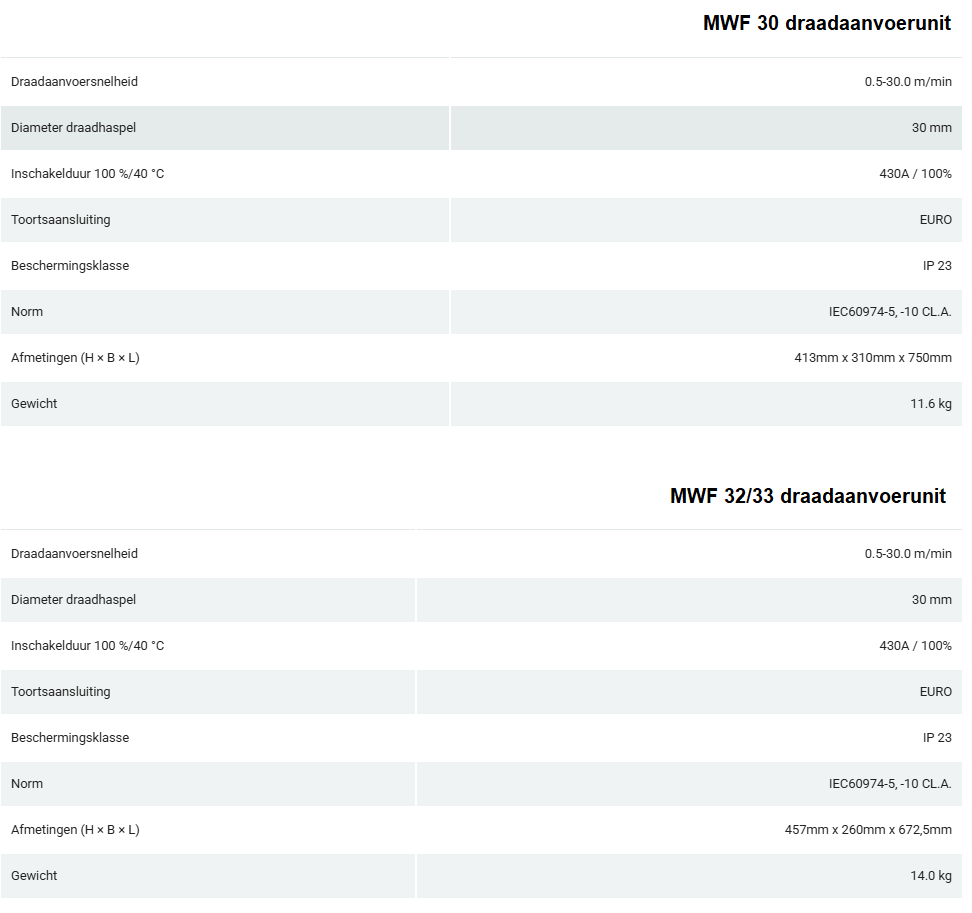 MWF 30 draadaanvoerunit
Draadaanvoersnelheid 0.5-30.0 m/min
Diameter draadhaspel 30 mm
Inschakelduur 100 %/40 °C 430A / 100%
Toortsaansluiting EURO
Beschermingsklasse IP 23
Norm IEC60974-5, -10 CL.A.
Afmetingen (H × B × L) 413mm x 310mm x 750mm
Gewicht 11.6 kg
MWF 32/33 draadaanvoerunit
Draadaanvoersnelheid 0.5-30.0 m/min
Diameter draadhaspel 30 mm
Inschakelduur 100 %/40 °C 430A / 100%
Toortsaansluiting EURO
Beschermingsklasse IP 23
Norm IEC60974-5, -10 CL.A.
Afmetingen (H × B × L) 457mm x 260mm x 672,5mm
Gewicht 14.0 kg